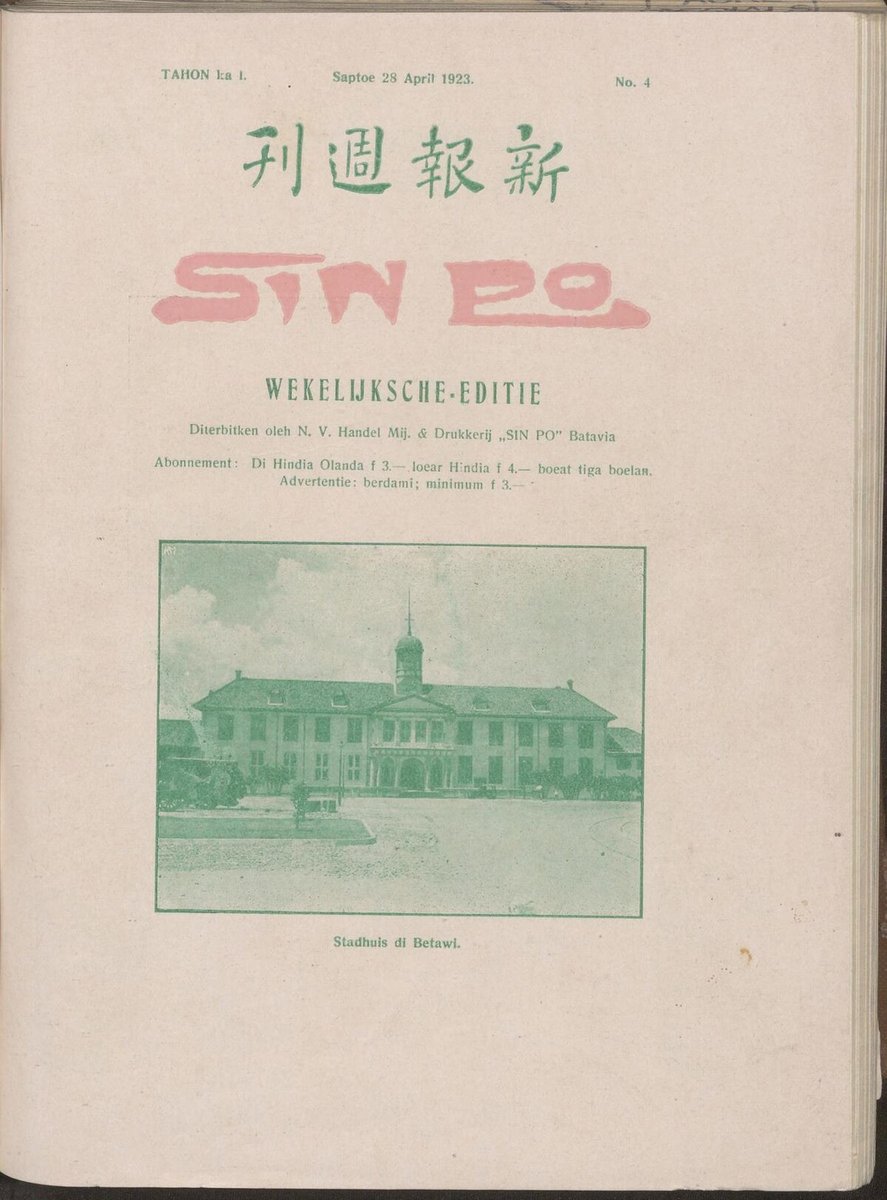 TAHON ka I. Saptoe 28 April 1923. No. 4
刊週報新
SIN PO
WEKELIJKSCHE-EDITIE
Diterbitken oleh N. V. Handel Mij. & Drukkerij „SIN PO" Batavia
Abonnement: Di Hindia Olanda f 3.— loear Hindia f 4.— boeat tiga boelan.
Advertentie: berdami; minimum f 3.—
Stadhuis di Betawi.